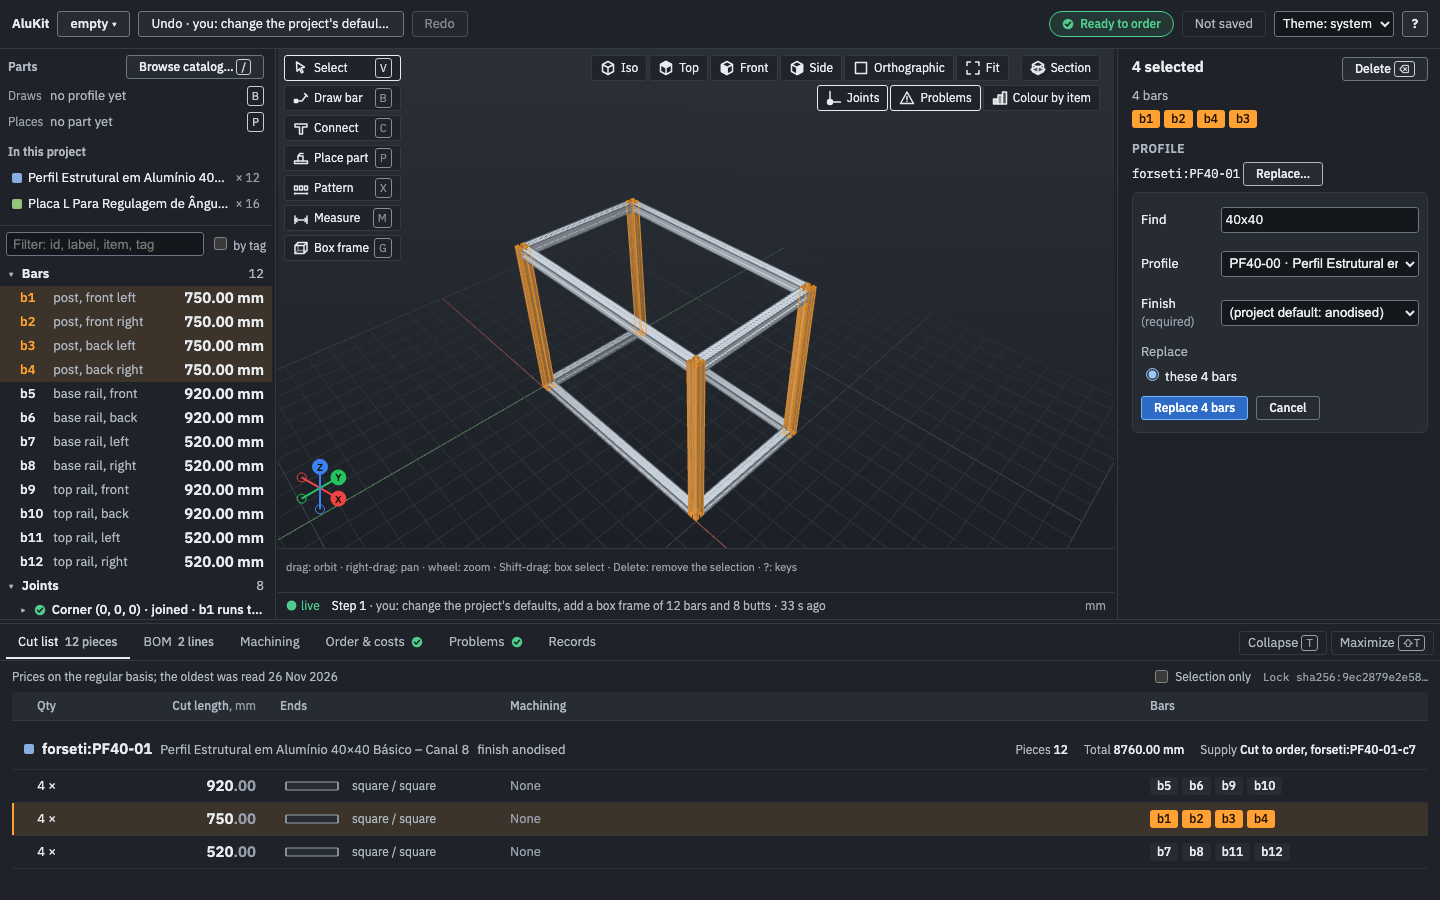 AluKit empty ▾ Undo · you: change the project's defaul... Redo Ready to order Not saved Theme: system ?
Parts Browse catalog... /
Draws no profile yet B
Places no part yet P
In this project
Perfil Estrutural em Alumínio 40... × 12
Placa L Para Regulagem de Ângu... × 16
Filter: id, label, item, tag by tag
Bars 12
b1 post, front left 750.00 mm
b2 post, front right 750.00 mm
b3 post, back left 750.00 mm
b4 post, back right 750.00 mm
b5 base rail, front 920.00 mm
b6 base rail, back 920.00 mm
b7 base rail, left 520.00 mm
b8 base rail, right 520.00 mm
b9 top rail, front 920.00 mm
b10 top rail, back 920.00 mm
b11 top rail, left 520.00 mm
b12 top rail, right 520.00 mm
Joints 8
Corner (0, 0, 0) · joined · b1 runs t...
Select V
Draw bar B
Connect C
Place part P
Pattern X
Measure M
Box frame G
Iso Top Front Side Orthographic Fit Section
Joints Problems Colour by item
Z
Y
X
drag: orbit · right-drag: pan · wheel: zoom · Shift-drag: box select · Delete: remove the selection · ?: keys
live Step 1 · you: change the project's defaults, add a box frame of 12 bars and 8 butts · 33 s ago mm
4 selected Delete
4 bars
b1 b2 b4 b3
PROFILE
forseti:PF40-01 Replace...
Find 40x40
Profile PF40-00 · Perfil Estrutural er
Finish (project default: anodised)
(required)
Replace
these 4 bars
Replace 4 bars Cancel
Cut list 12 pieces BOM 2 lines Machining Order & costs Problems Records Collapse T Maximize ⇧T
Prices on the regular basis; the oldest was read 26 Nov 2026 Selection only Lock sha256:9ec2879e2e58…
Qty Cut length, mm Ends Machining Bars
forseti:PF40-01 Perfil Estrutural em Alumínio 40×40 Básico – Canal 8 finish anodised Pieces 12 Total 8760.00 mm Supply Cut to order, forseti:PF40-01-c7
4 × 920.00 square / square None b5 b6 b9 b10
4 × 750.00 square / square None b1 b2 b3 b4
4 × 520.00 square / square None b7 b8 b11 b12